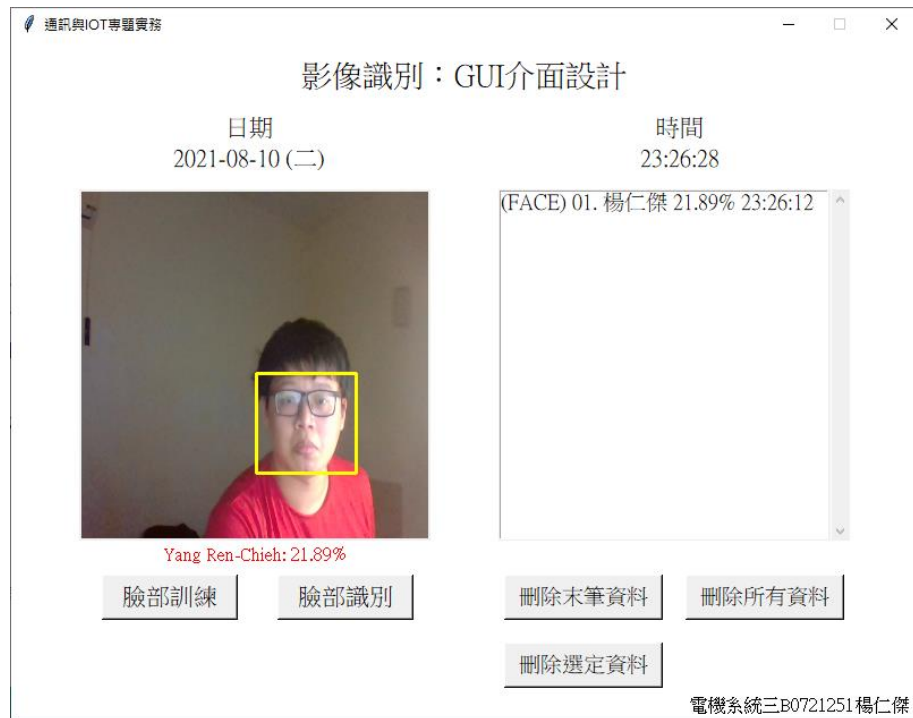 通訊與IOT專題實務
影像識別：GUI介面設計
日期
2021-08-10 (二)
時間
23:26:28
(FACE) 01. 楊仁傑 21.89% 23:26:12
Yang Ren-Chieh: 21.89%
臉部訓練
臉部識別
刪除末筆資料
刪除所有資料
刪除選定資料
電機系統三B0721251楊仁傑